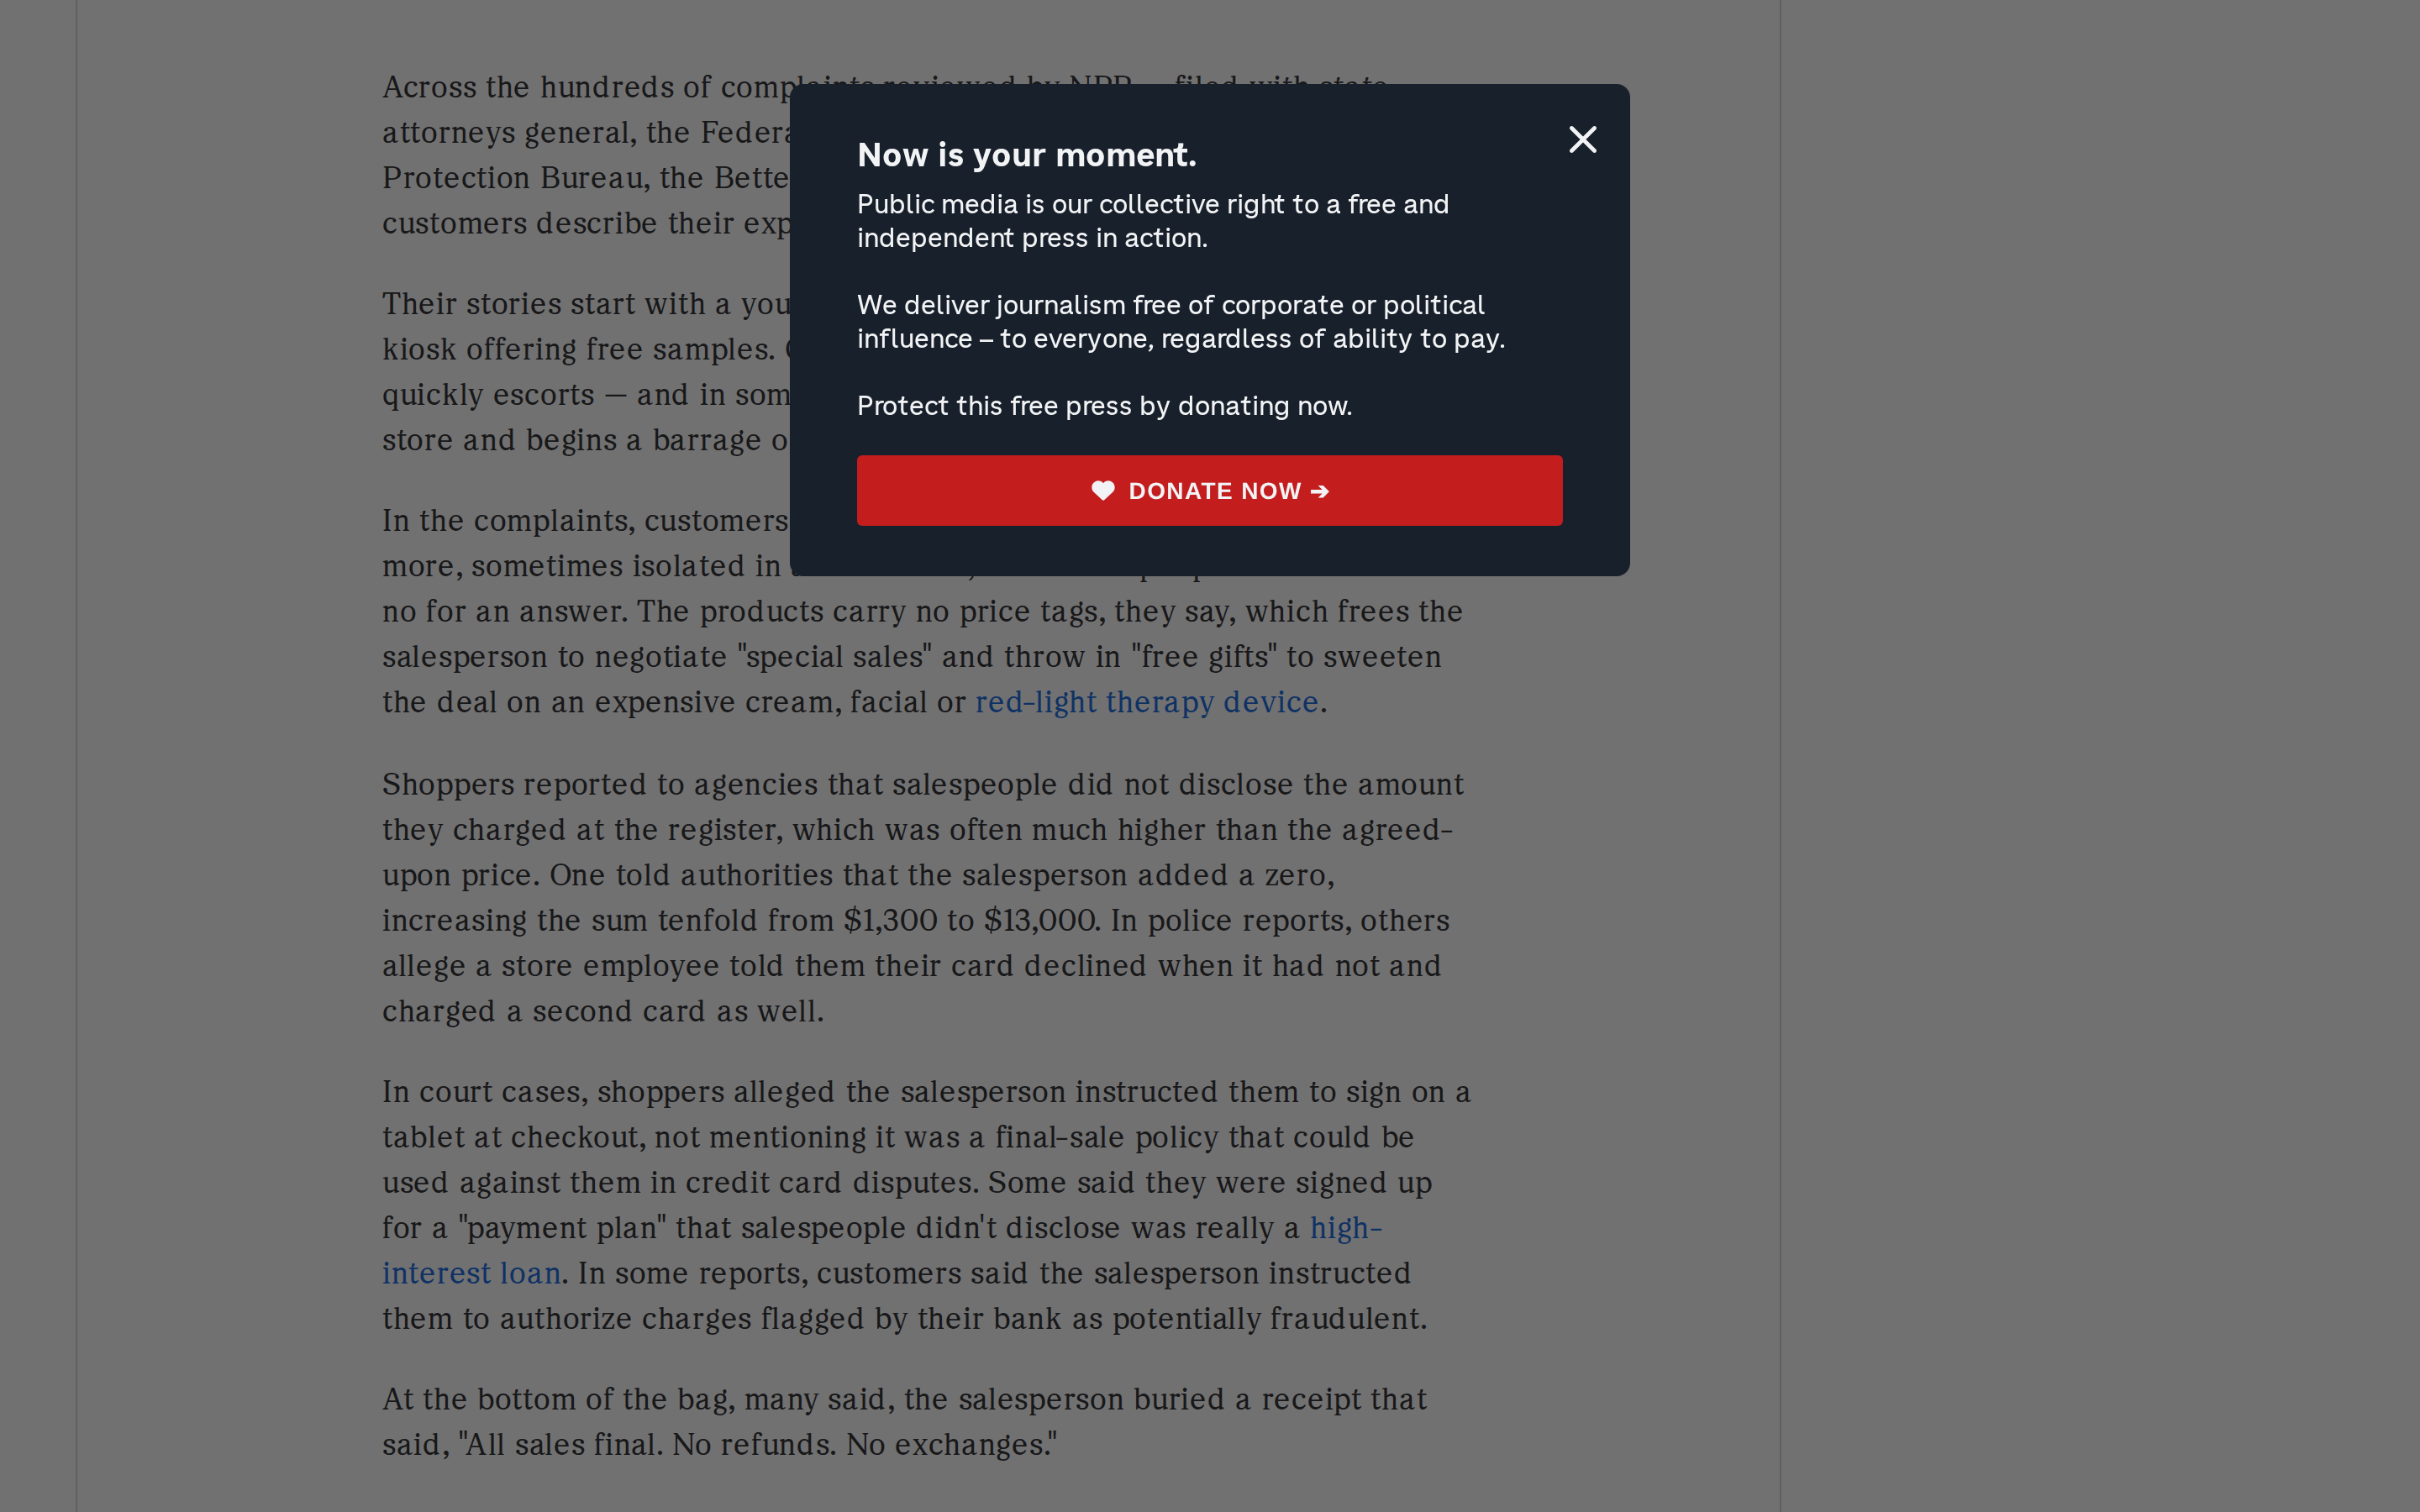 Across the hundreds of complaints reviewed by NPR — filed with state
attorneys general, the
Protection Bureau, the
customers describe their
Their stories start with a
kiosk offering free samples.
quickly escorts — and in
store and begins a barrage
In the complaints, customers
more, sometimes isolated in
no for an answer. The products carry no price tags, they say, which frees the
salesperson to negotiate "special sales" and throw in "free gifts" to sweeten
the deal on an expensive cream, facial or red-light therapy device.
Shoppers reported to agencies that salespeople did not disclose the amount
they charged at the register, which was often much higher than the agreed-
upon price. One told authorities that the salesperson added a zero,
increasing the sum tenfold from $1,300 to $13,000. In police reports, others
allege a store employee told them their card declined when it had not and
charged a second card as well.
In court cases, shoppers alleged the salesperson instructed them to sign on a
tablet at checkout, not mentioning it was a final-sale policy that could be
used against them in credit card disputes. Some said they were signed up
for a "payment plan" that salespeople didn't disclose was really a high-
interest loan. In some reports, customers said the salesperson instructed
them to authorize charges flagged by their bank as potentially fraudulent.
At the bottom of the bag, many said, the salesperson buried a receipt that
said, "All sales final. No refunds. No exchanges."
Now is your moment.
Public media is our collective right to a free and
independent press in action.
We deliver journalism free of corporate or political
influence – to everyone, regardless of ability to pay.
Protect this free press by donating now.
DONATE NOW ➔